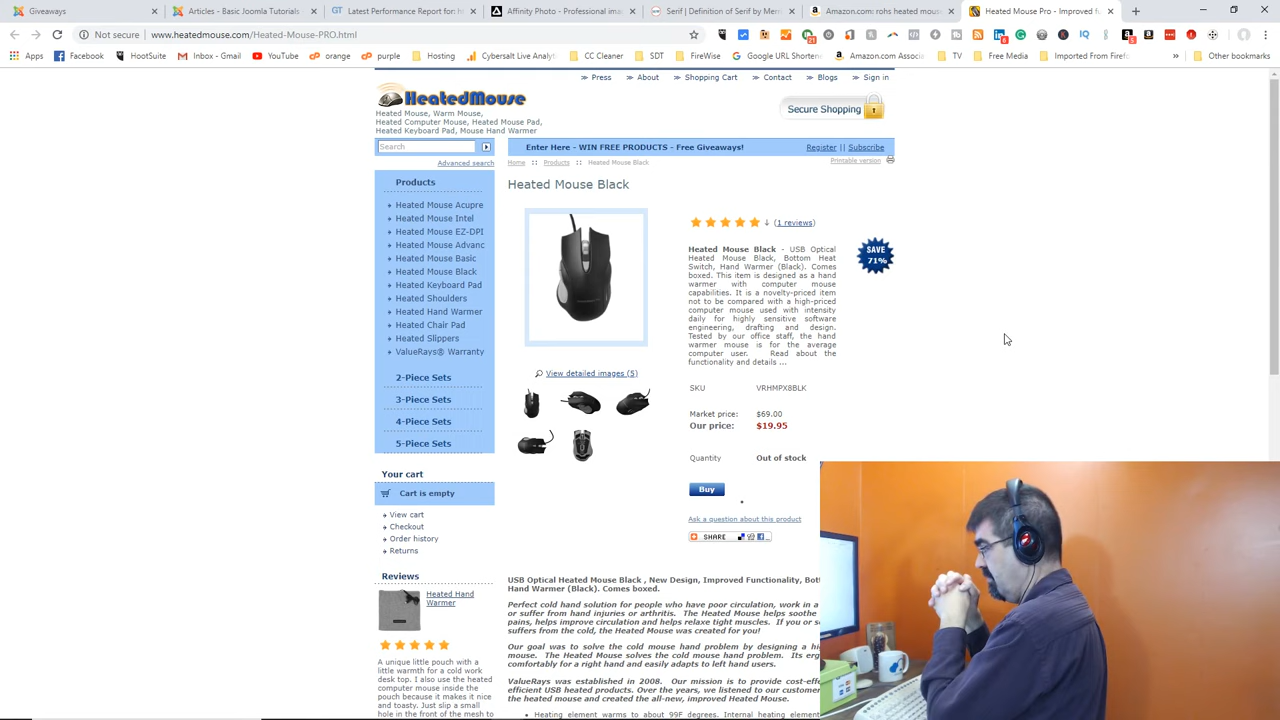 Giveaways
Articles - Basic Joomla Tutorials
Latest Performance Report for: h
Affinity Photo - Professional ima
Serif | Definition of Serif by Merr
Amazon.com: rohs heated mouse
Heated Mouse Pro - Improved fu
Not secure | www.heatedmouse.com/Heated-Mouse-PRO.html
Apps Facebook HootSuite Inbox - Gmail YouTube orange purple Hosting Cybersalt Live Analy CC Cleaner SDT FireWise Google URL Shorten Amazon.com Associ TV Free Media Imported From Firef » Other bookmarks
Press About Shopping Cart Contact Blogs Sign in
HeatedMouse
Heated Mouse, Warm Mouse,
Heated Computer Mouse, Heated Mouse Pad,
Heated Keyboard Pad, Mouse Hand Warmer
Secure Shopping
Search
Advanced search
Enter Here - WIN FREE PRODUCTS - Free Giveaways!
Register || Subscribe
Home :: Products :: Heated Mouse Black
Printable version
Products
Heated Mouse Acupre
Heated Mouse Intel
Heated Mouse EZ-DPI
Heated Mouse Advanc
Heated Mouse Basic
Heated Mouse Black
Heated Keyboard Pad
Heated Shoulders
Heated Hand Warmer
Heated Chair Pad
Heated Slippers
ValueRays® Warranty
2-Piece Sets
3-Piece Sets
4-Piece Sets
5-Piece Sets
Your cart
Cart is empty
View cart
Checkout
Order history
Returns
Reviews
Heated Hand
Warmer
A unique little pouch with a
little warmth for a cold work
desk top. I also use the heated
computer mouse inside the
pouch because it makes it nice
and toasty. Just slip a small
hole in the front of the mesh to
Heated Mouse Black
View detailed images (5)
(1 reviews)
Heated Mouse Black - USB Optical
Heated Mouse Black, Bottom Heat
Switch, Hand Warmer (Black). Comes
boxed. This item is designed as a hand
warmer with computer mouse
capabilities. It is a novelty-priced item
not to be compared with a high-priced
computer mouse used with intensity
daily for highly sensitive software
engineering, drafting and design.
Tested by our office staff, the hand
warmer mouse is for the average
computer user. Read about the
functionality and details ...
SAVE
71%
SKU VRHMPX8BLK
Market price: $69.00
Our price: $19.95
Quantity Out of stock
Buy
Ask a question about this product
SHARE
USB Optical Heated Mouse Black , New Design, Improved Functionality, Bot
Hand Warmer (Black). Comes boxed.
Perfect cold hand solution for people who have poor circulation, work in a
or suffer from hand injuries or arthritis. The Heated Mouse helps soothe
pains, helps improve circulation and helps relaxe tight muscles. If you or s
suffers from the cold, the Heated Mouse was created for you!
Our goal was to solve the cold mouse hand problem by designing a hi
mouse. The Heated Mouse solves the cold mouse hand problem. Its erg
comfortably for a right hand and easily adapts to left hand users.
ValueRays was established in 2008. Our mission is to provide cost-eff
efficient USB heated products. Over the years, we listened to our custome
the heated mouse and created the all-new, improved Heated Mouse.
Heating element warms to about 99F degrees. Internal heating element